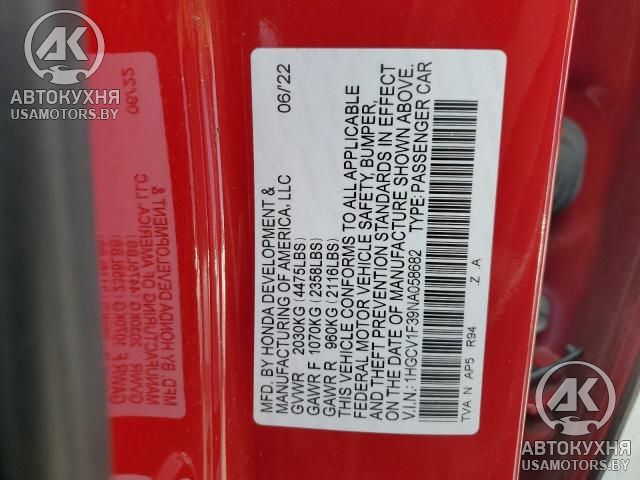 MFD. BY HONDA DEVELOPMENT &
MANUFACTURING OF AMERICA, LLC 06/'22
GVWR 2030KG (4475LBS)
GAWR F 1070KG (2358LBS)
GAWR R 960KG (2116LBS)
THIS VEHICLE CONFORMS TO ALL APPLICABLE
FEDERAL MOTOR VEHICLE SAFETY, BUMPER,
AND THEFT PREVENTION STANDARDS IN EFFECT
ON THE DATE OF MANUFACTURE SHOWN ABOVE.
V.I.N.:1HGCV1F39NA058682 TYPE:PASSENGER CAR
TVA N AP5 R94 .Z .A
АК
АВТОКУХНЯ
USAMOTORS.BY
АК
АВТОКУХНЯ
USAMOTORS.BY